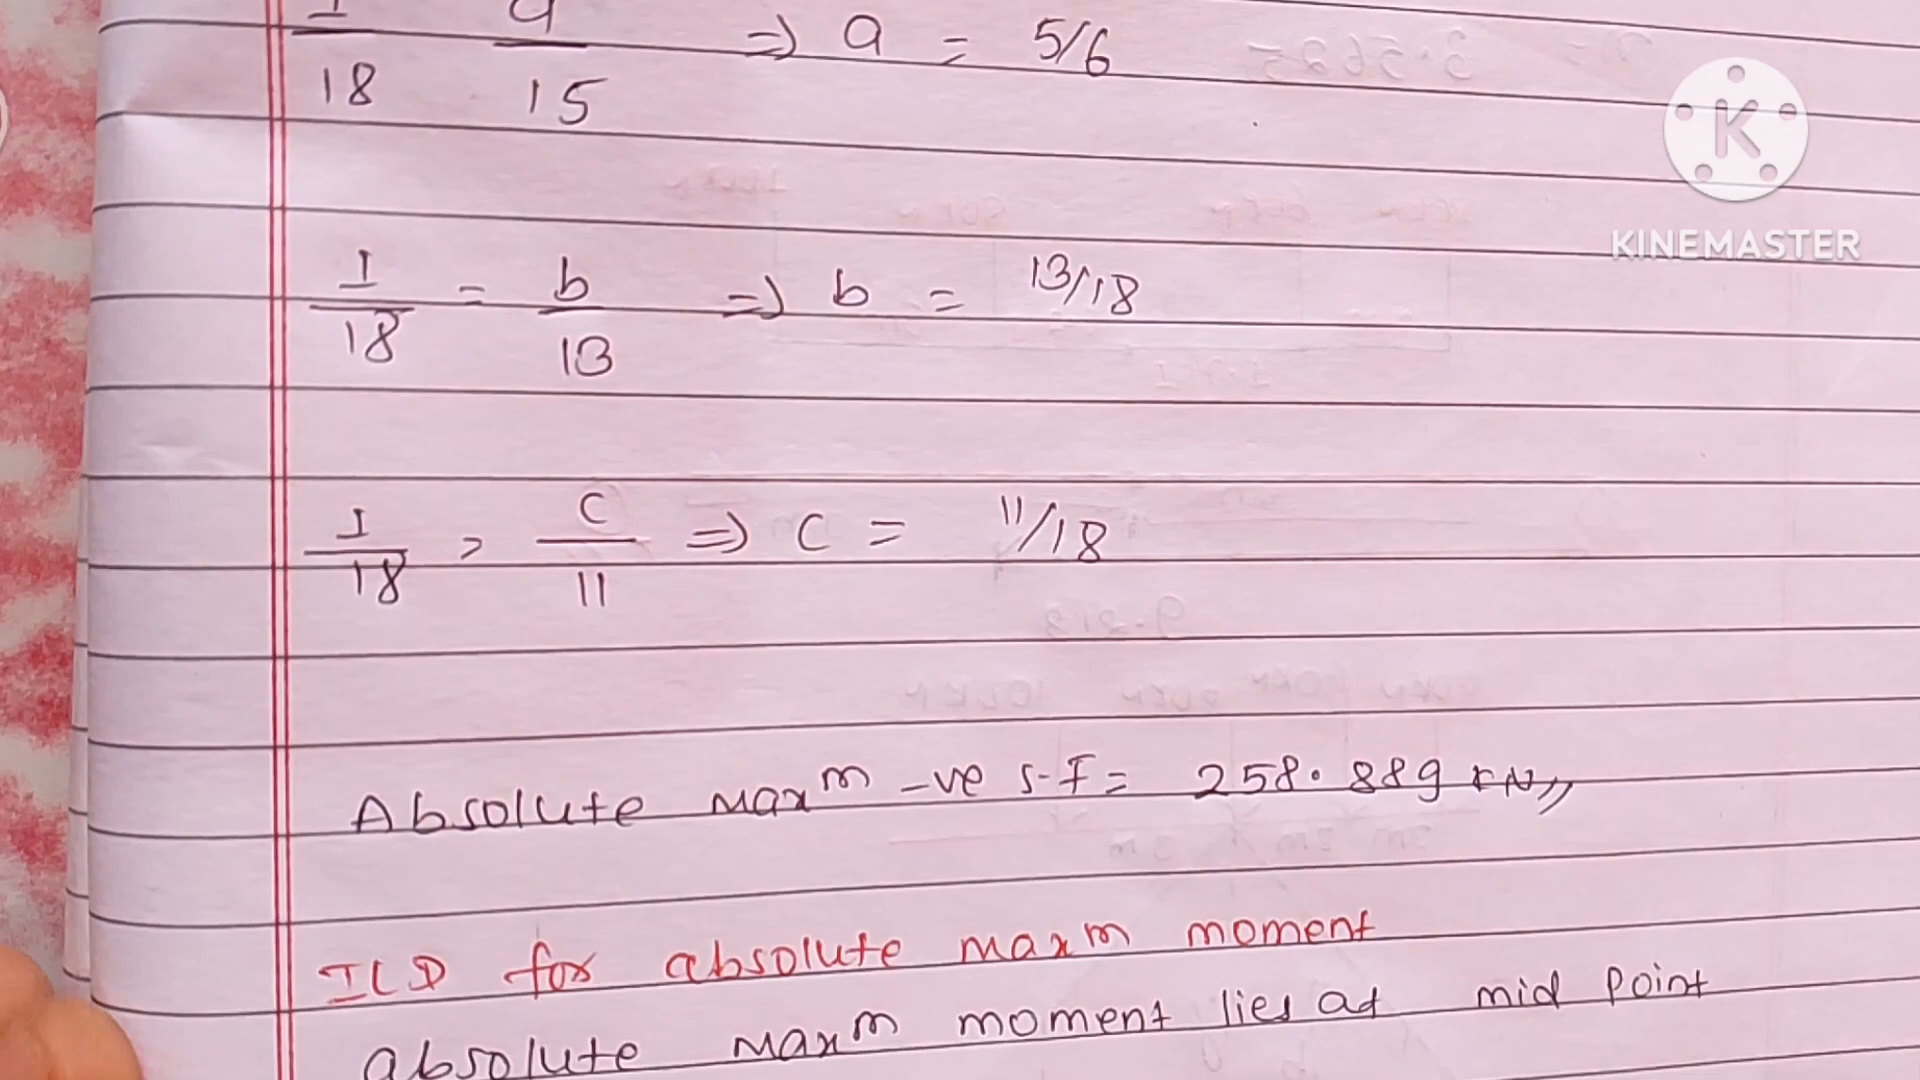 1/18 a/15 => a = 5/6
K
KINEMASTER
I/18 = b/13 => b = 13/18
I/18 = c/11 => c = 11/18
Absolute maxm -ve S.F = 258.889 kN
ILD for absolute maxm moment
absolute maxm moment lies at mid point